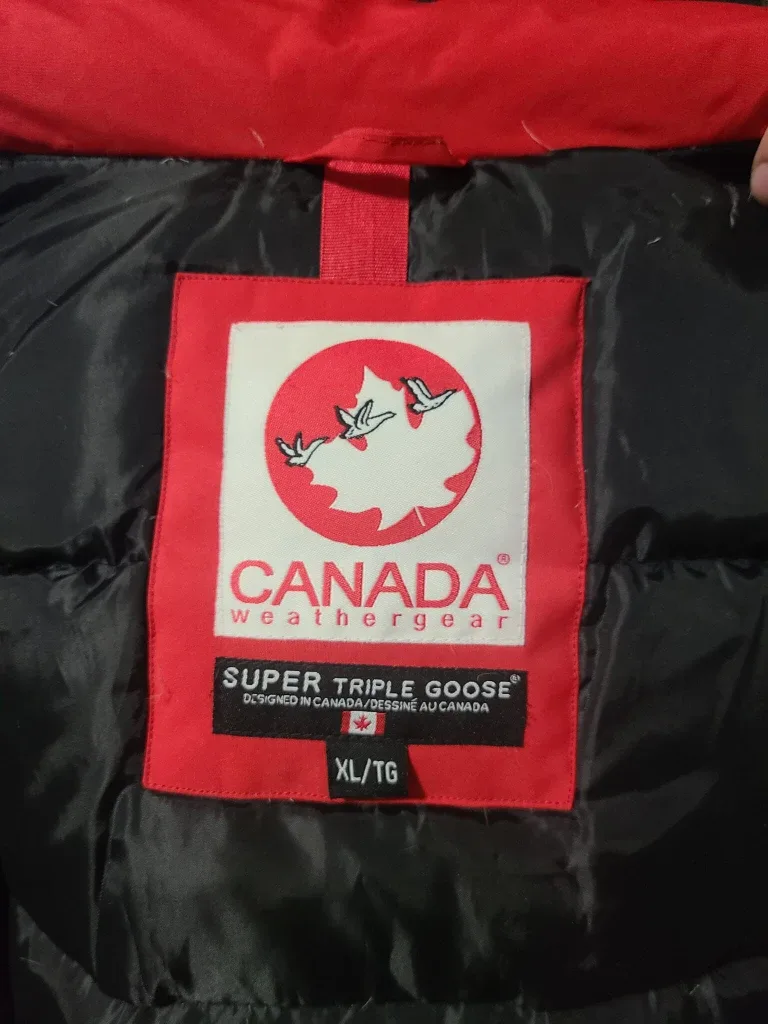 CANADA®
weathergear
SUPER TRIPLE GOOSE®
DESIGNED IN CANADA/DESSINÉ AU CANADA
XL/TG